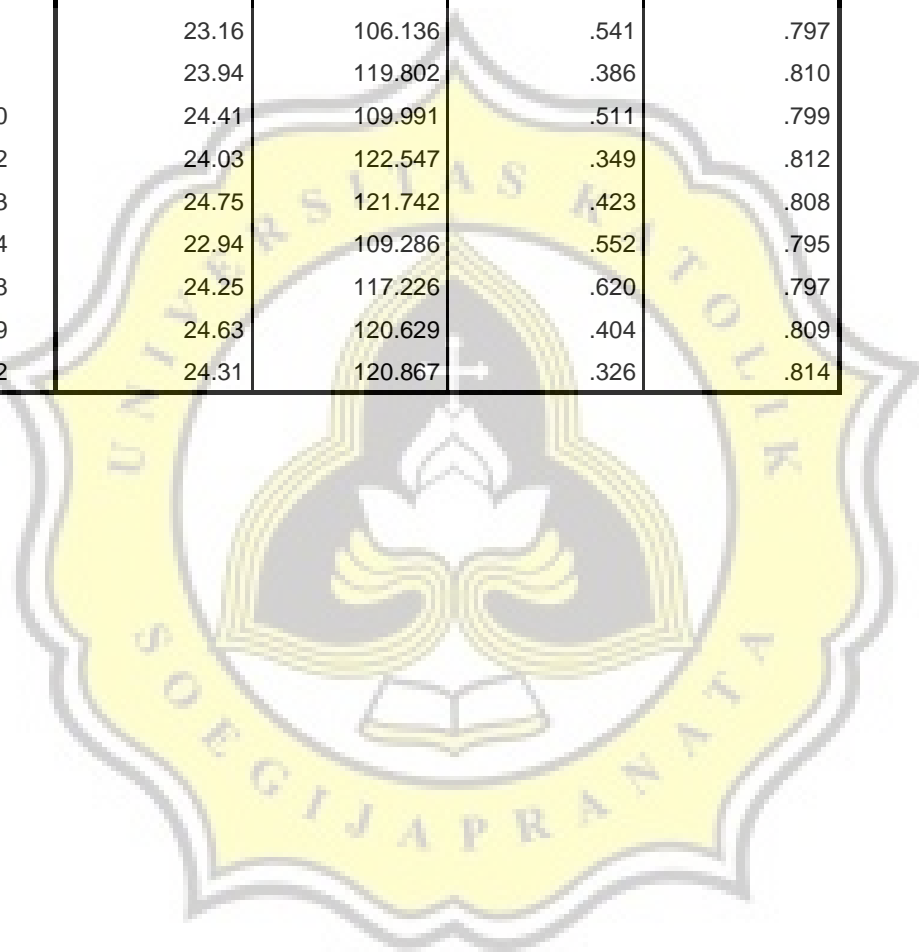 23.16 106.136 .541 .797
23.94 119.802 .386 .810
0 24.41 109.991 .511 .799
2 24.03 122.547 .349 .812
3 24.75 121.742 .423 .808
4 22.94 109.286 .552 .795
3 24.25 117.226 .620 .797
9 24.63 120.629 .404 .809
2 24.31 120.867 .326 .814
UNIVERSITAS KATOLIK
SOEGIJAPRANATA